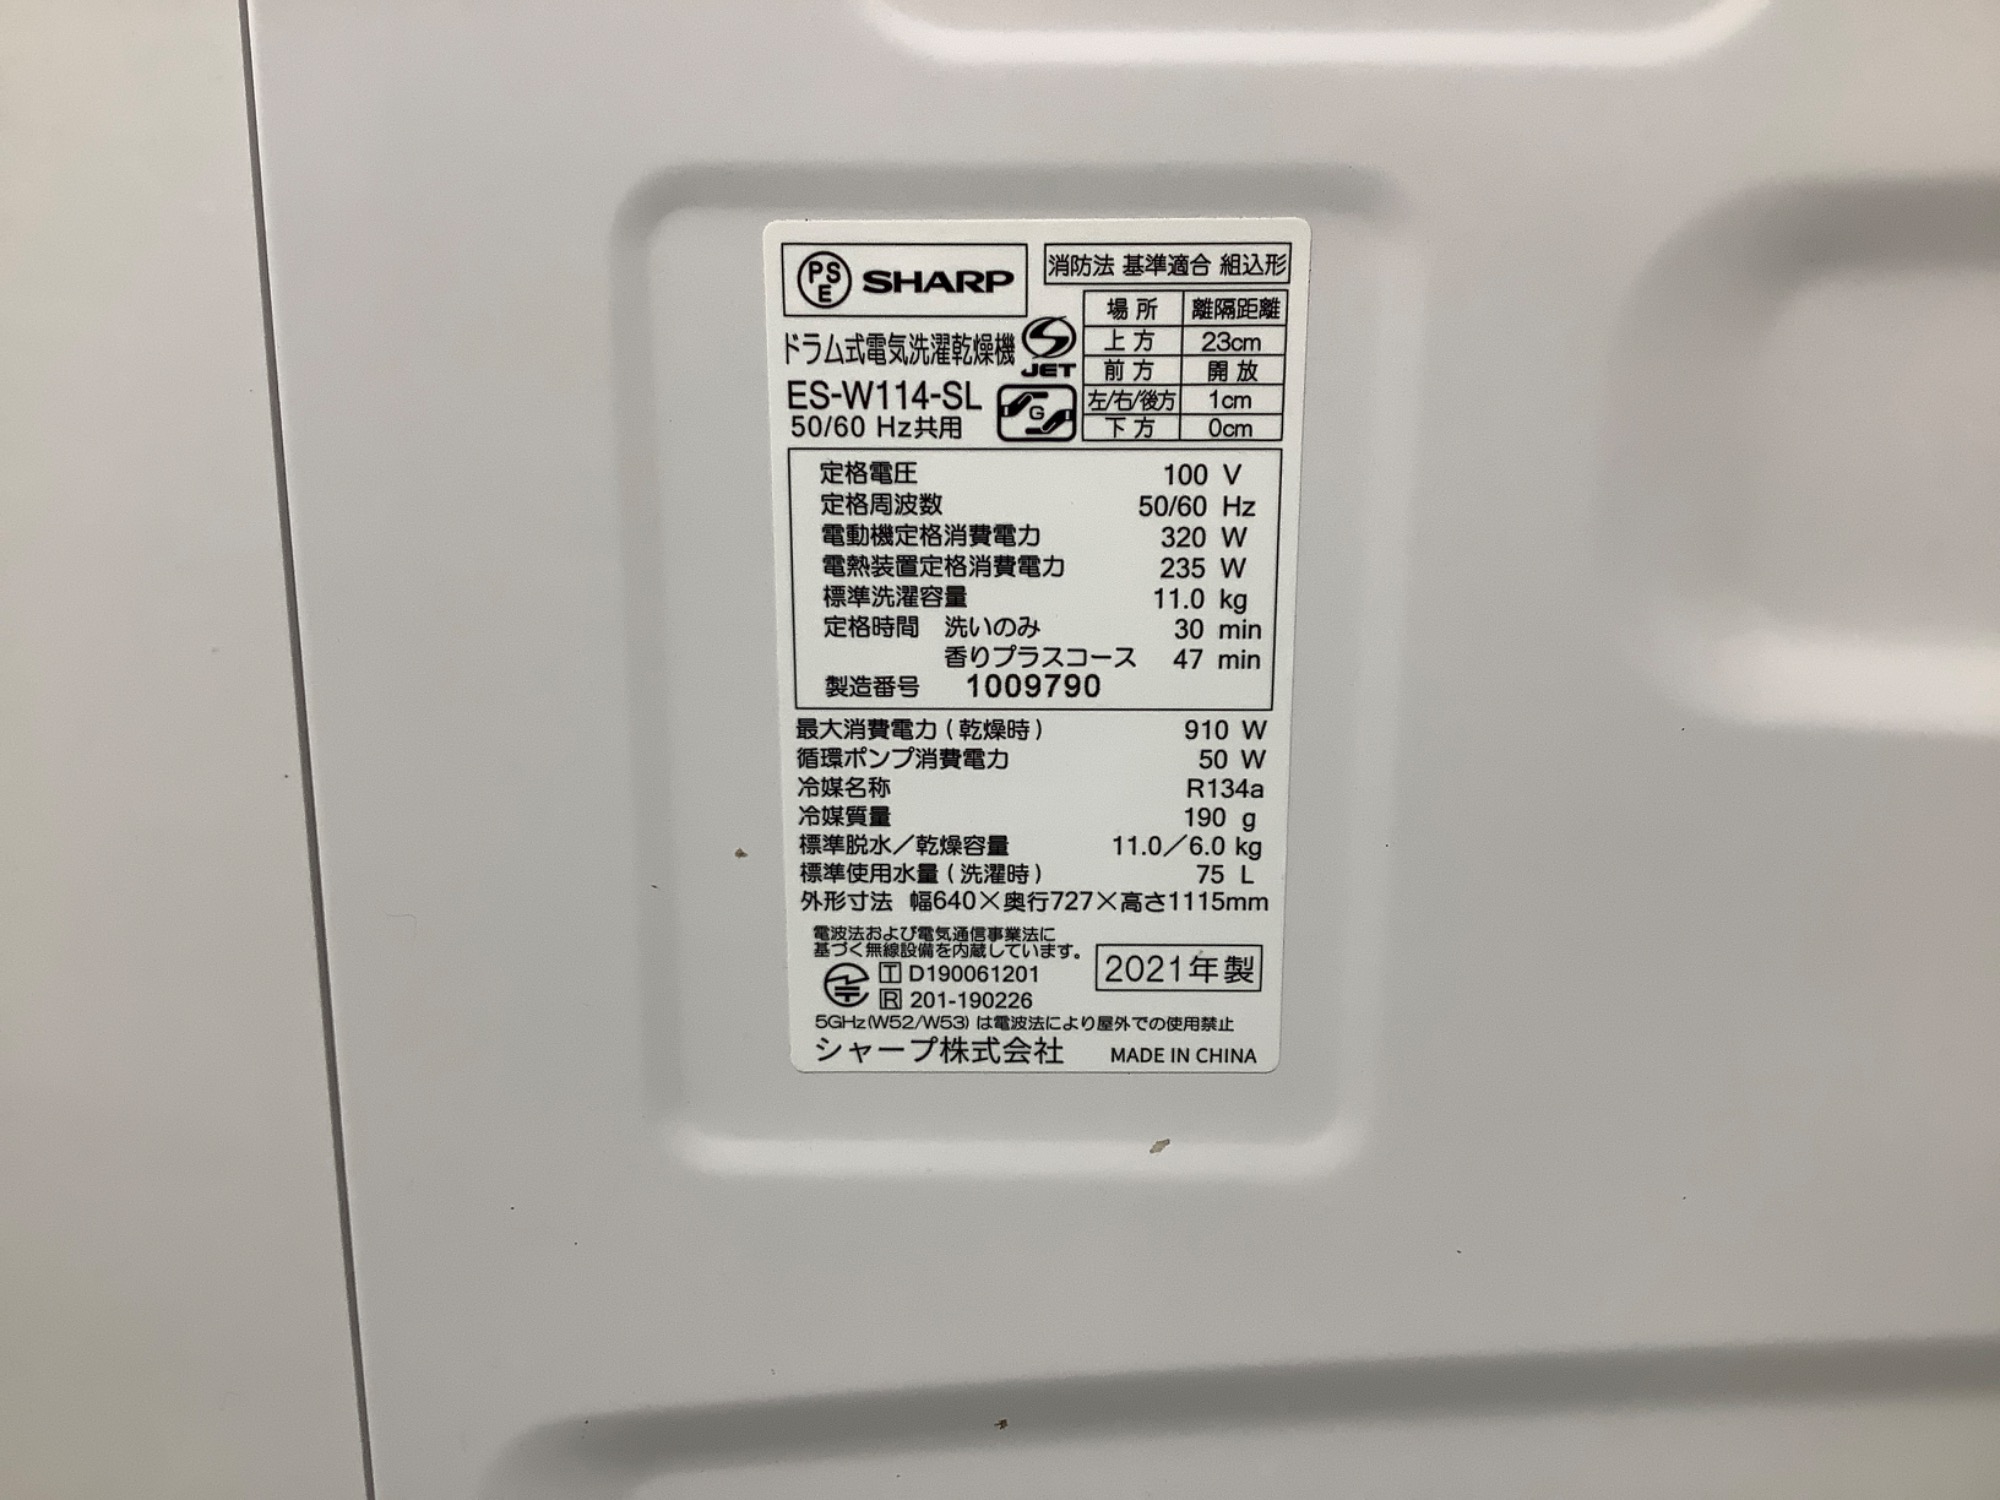 PSE SHARP
消防法 基準適合 組込形
場所 離隔距離
上方 23cm
前方 開放
左/右/後方 1cm
下方 0cm
ドラム式電気洗濯乾燥機
JET
ES-W114-SL
G
50/60 Hz共用
定格電圧 100 V
定格周波数 50/60 Hz
電動機定格消費電力 320 W
電熱装置定格消費電力 235 W
標準洗濯容量 11.0 kg
定格時間 洗いのみ 30 min
香りプラスコース 47 min
製造番号 1009790
最大消費電力(乾燥時) 910 W
循環ポンプ消費電力 50 W
冷媒名称 R134a
冷媒質量 190 g
標準脱水/乾燥容量 11.0/6.0 kg
標準使用水量(洗濯時) 75 L
外形寸法 幅640×奥行727×高さ1115mm
電波法および電気通信事業法に
基づく無線設備を内蔵しています。
T D190061201
R 201-190226
2021年製
5GHz(W52/W53)は電波法により屋外での使用禁止
シャープ株式会社 MADE IN CHINA